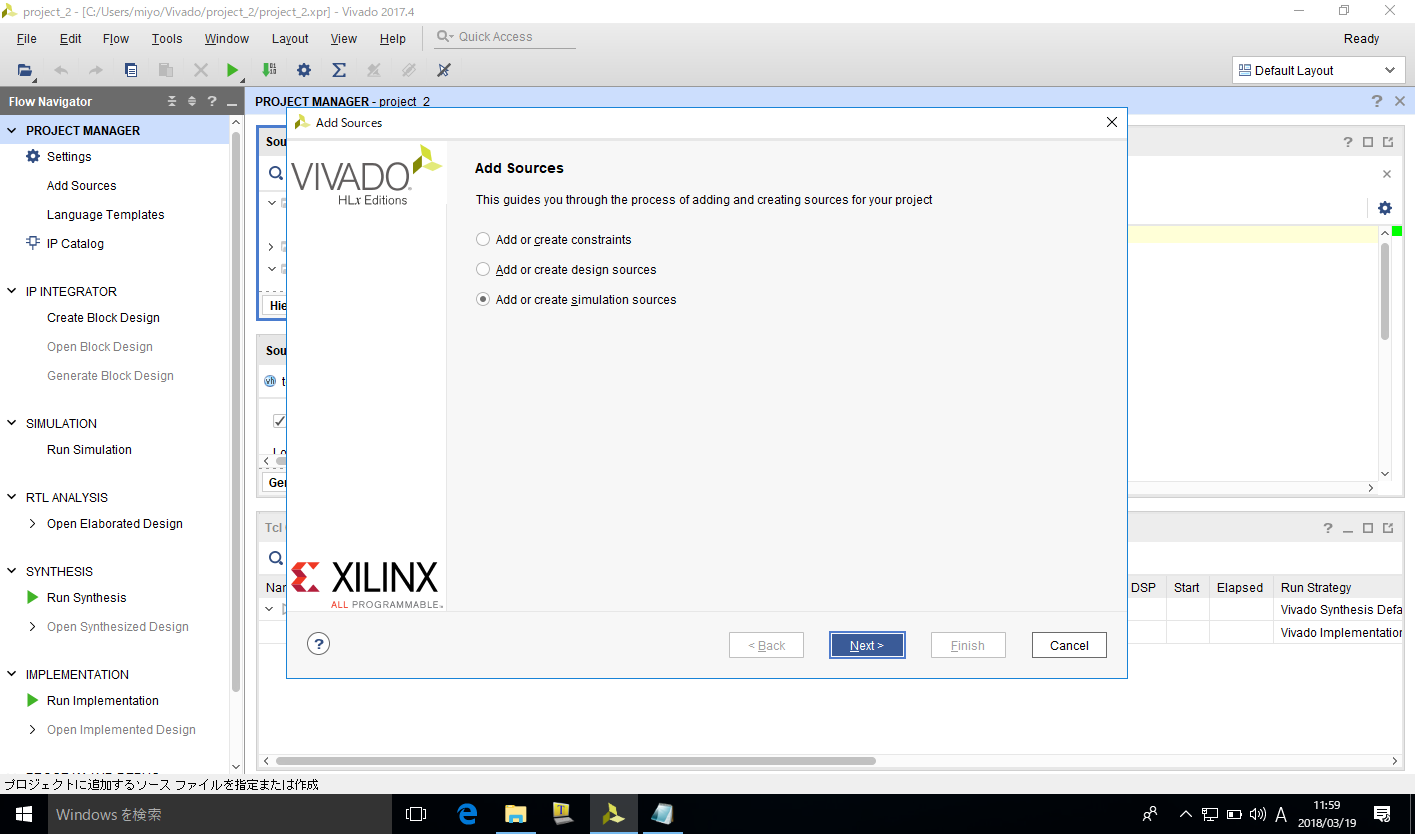 project_2 - [C:/Users/miyo/Vivado/project_2/project_2.xpr] - Vivado 2017.4
File Edit Flow Tools Window Layout View Help
Quick Access
Ready
Default Layout
Flow Navigator
PROJECT MANAGER
Settings
Add Sources
Language Templates
IP Catalog
IP INTEGRATOR
Create Block Design
Open Block Design
Generate Block Design
SIMULATION
Run Simulation
RTL ANALYSIS
Open Elaborated Design
SYNTHESIS
Run Synthesis
Open Synthesized Design
IMPLEMENTATION
Run Implementation
Open Implemented Design
PROJECT MANAGER - project_2
Sou
Hie
Sou
t
Lo
Ger
Tcl
Nar
Add Sources
VIVADO
HLx Editions
Add Sources
This guides you through the process of adding and creating sources for your project
Add or create constraints
Add or create design sources
Add or create simulation sources
XILINX
ALL PROGRAMMABLE™
?
< Back Next > Finish Cancel
DSP Start Elapsed Run Strategy
Vivado Synthesis Defa
Vivado Implementation
プロジェクトに追加するソース ファイルを指定または作成
Windows を検索
A
11:59
2018/03/19